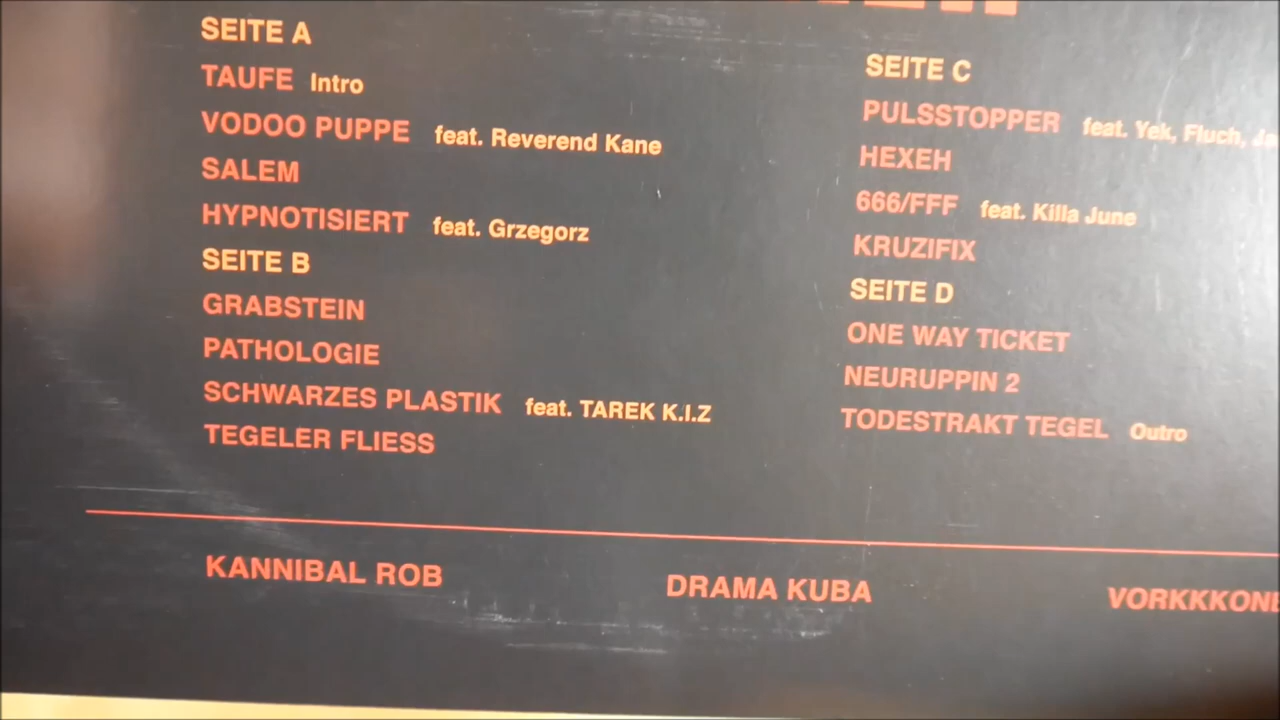 SEITE A
TAUFE Intro
VODOO PUPPE feat. Reverend Kane
SALEM
HYPNOTISIERT feat. Grzegorz
SEITE B
GRABSTEIN
PATHOLOGIE
SCHWARZES PLASTIK feat. TAREK K.I.Z
TEGELER FLIESS
SEITE C
PULSSTOPPER feat. Yek, Fluch,
HEXEH
666/FFF feat. Killa June
KRUZIFIX
SEITE D
ONE WAY TICKET
NEURUPPIN 2
TODESTRAKT TEGEL Outro
KANNIBAL ROB
DRAMA KUBA